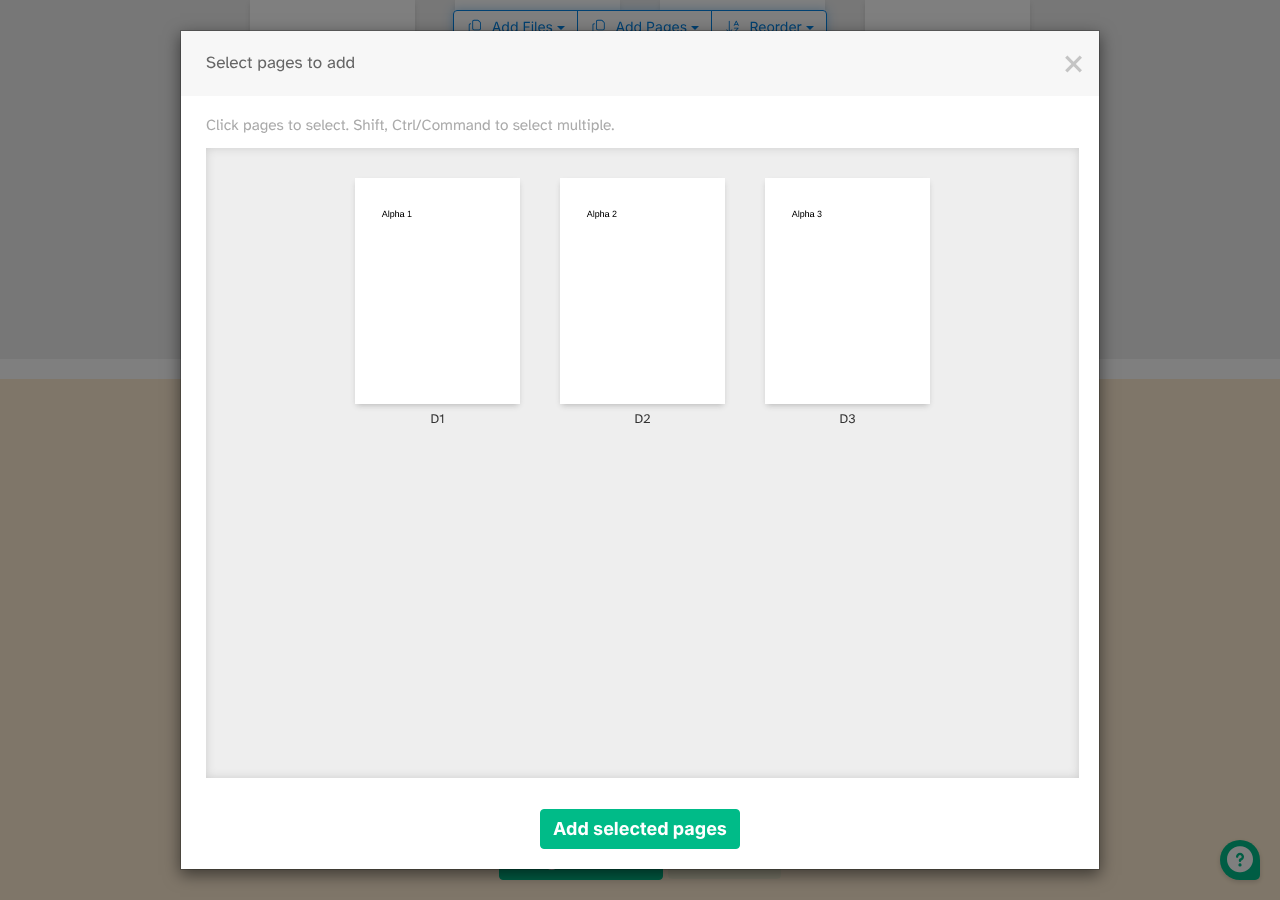 Add Files Add Pages Reorder
Select pages to add
×
Click pages to select. Shift, Ctrl/Command to select multiple.
Alpha 1 Alpha 2 Alpha 3
D1 D2 D3
Add selected pages
?